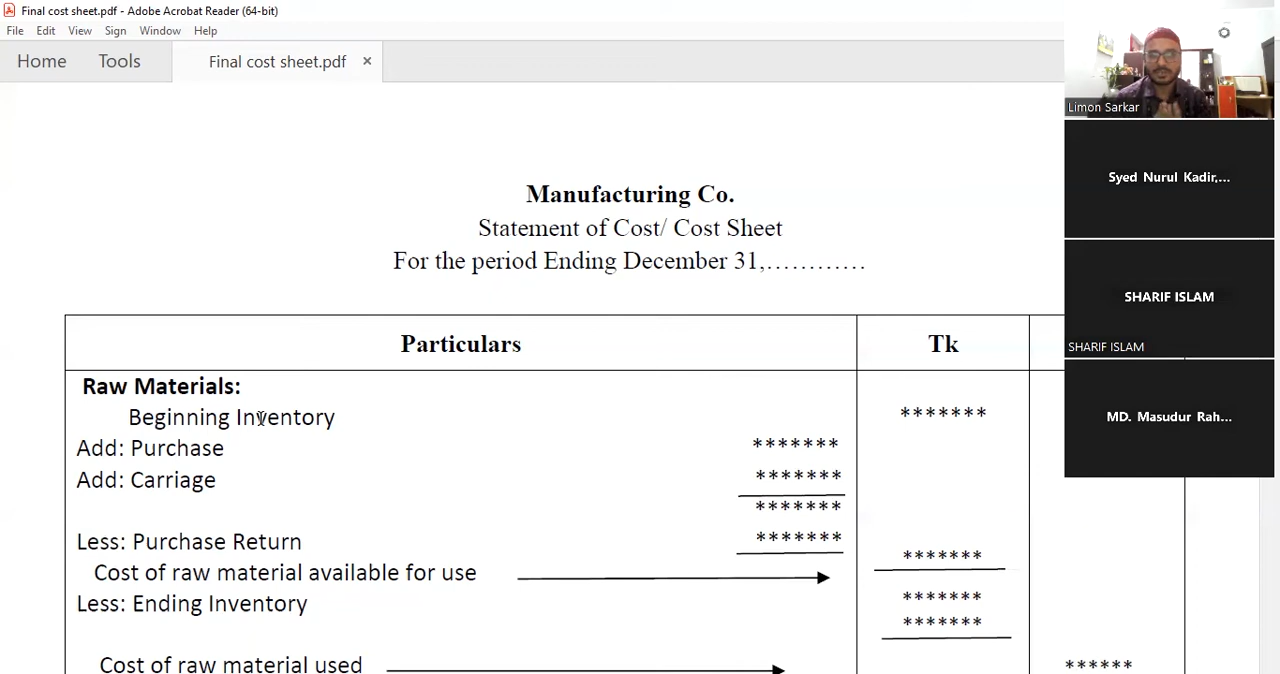 Final cost sheet.pdf - Adobe Acrobat Reader (64-bit)
File Edit View Sign Window Help
Home Tools Final cost sheet.pdf ×
Limon Sarkar
Syed Nurul Kadir,...
SHARIF ISLAM
SHARIF ISLAM
MD. Masudur Rah...
Manufacturing Co.
Statement of Cost/ Cost Sheet
For the period Ending December 31,............
Particulars Tk
Raw Materials:
Beginning Inventory *******
Add: Purchase *******
Add: Carriage *******
*******
Less: Purchase Return *******
*******
Cost of raw material available for use
Less: Ending Inventory *******
*******
Cost of raw material used ******